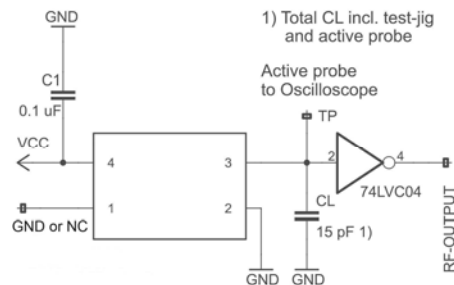 GND
1) Total CL incl. test-jig
and active probe
C1
0.1 uF
Active probe
to Oscilloscope
TP
VCC
4
3
2
4
74LVC04
1
2
GND or NC
CL
15 pF 1)
GND
GND
RF-OUTPUT